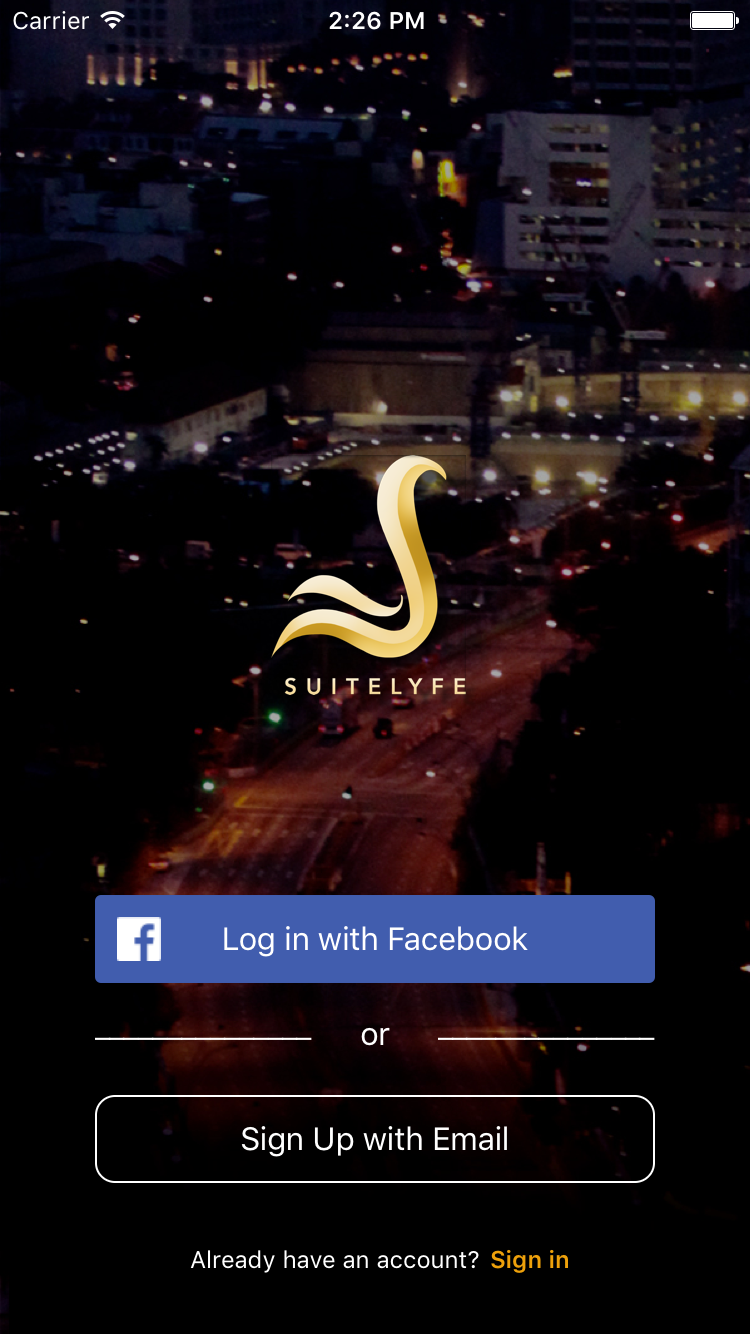 Carrier 2:26 PM
SUITELYFE
Log in with Facebook
or
Sign Up with Email
Already have an account? Sign in